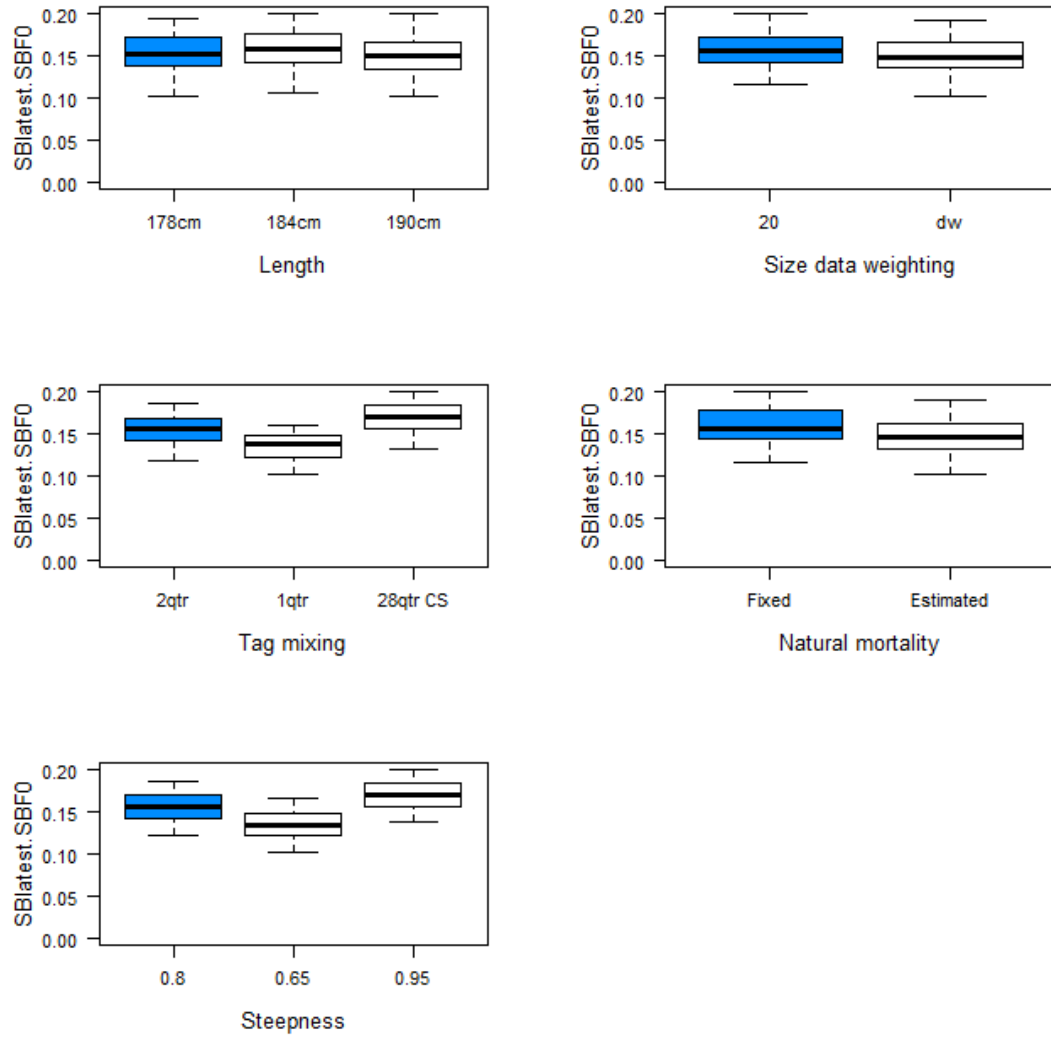 SBlatest.SBF0
0.20
0.15
0.10
0.05
0.00
178cm 184cm 190cm
Length
SBlatest.SBF0
0.20
0.15
0.10
0.05
0.00
20 dw
Size data weighting
SBlatest.SBF0
0.20
0.15
0.10
0.05
0.00
2qtr 1qtr 28qtr CS
Tag mixing
SBlatest.SBF0
0.20
0.15
0.10
0.05
0.00
Fixed Estimated
Natural mortality
SBlatest.SBF0
0.20
0.15
0.10
0.05
0.00
0.8 0.65 0.95
Steepness